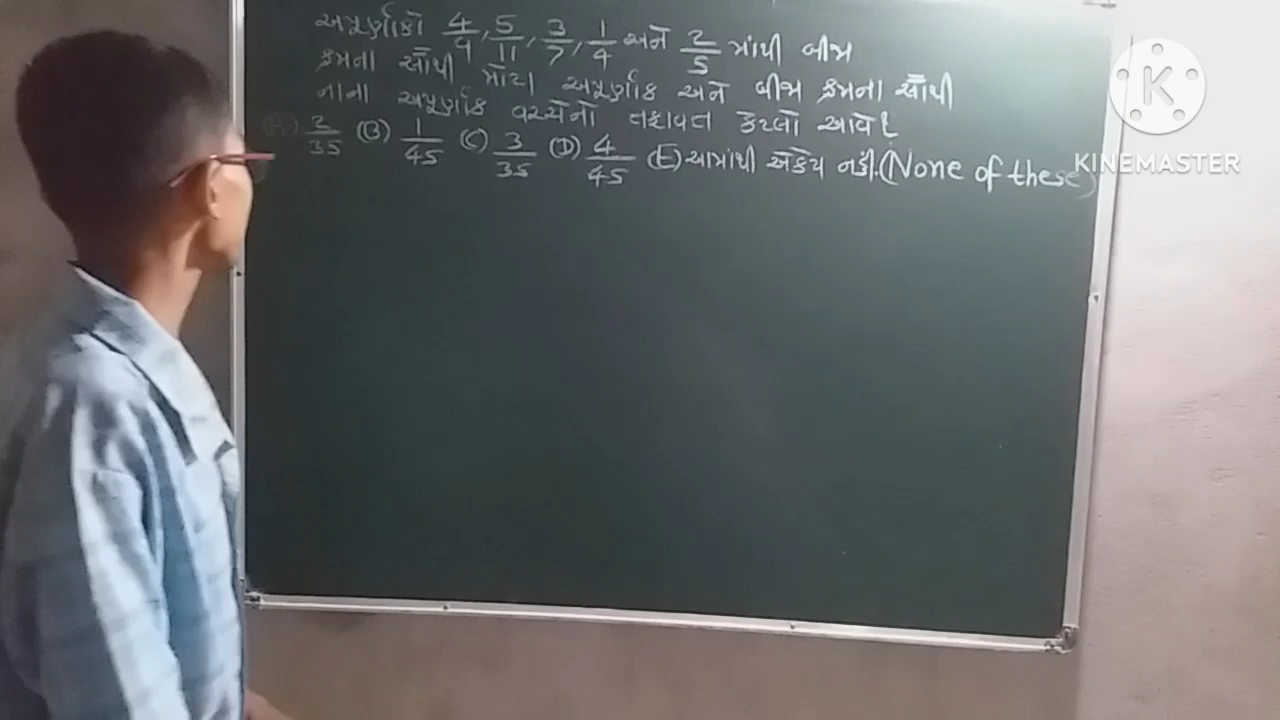 અપૂર્ણાંકો 4/9, 5/11, 3/7, 1/4 અને 2/5 માંથી બીજા
ક્રમના સૌથી મોટા અપૂર્ણાંક અને બીજા ક્રમના સૌથી
નાના અપૂર્ણાંક વચ્ચેનો તફાવત કેટલો આવે?
(A) 2/35 (B) 1/45 (C) 3/35 (D) 4/45 (E) આમાંથી એકેય નહીં.(None of these)
K
KINEMASTER